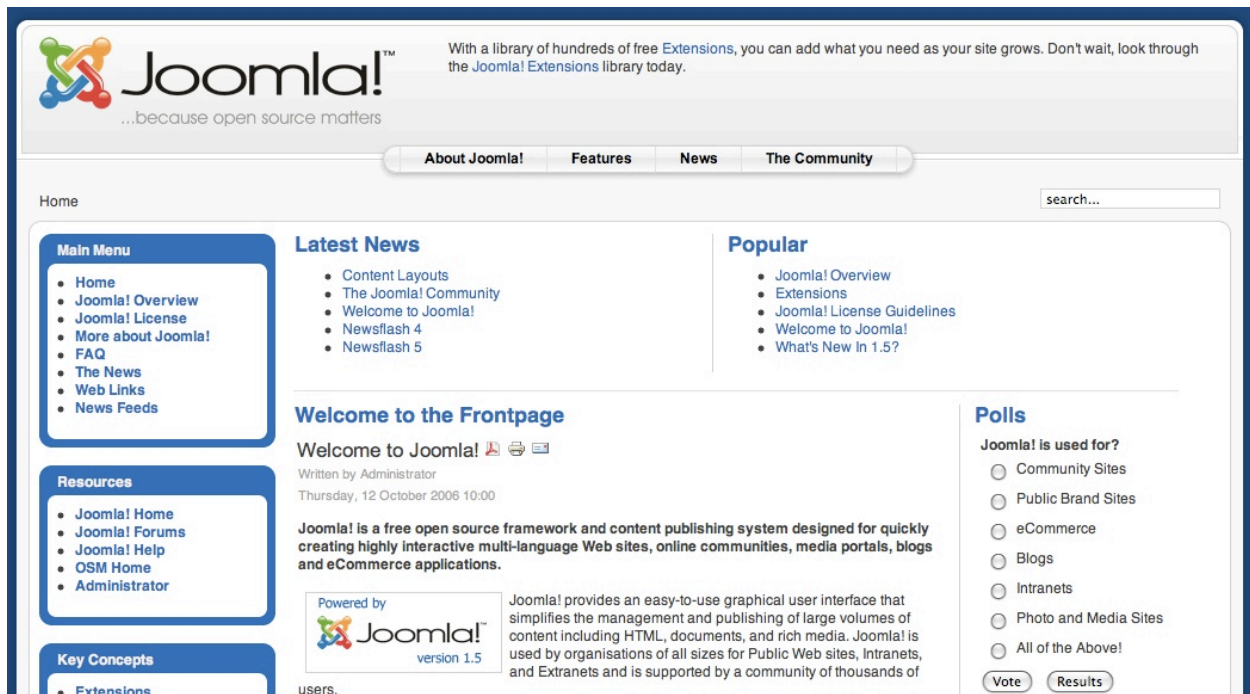 Joomla!™
...because open source matters
With a library of hundreds of free Extensions, you can add what you need as your site grows. Don't wait, look through
the Joomla! Extensions library today.
About Joomla! Features News The Community
Home
search...
Main Menu
Home
Joomla! Overview
Joomla! License
More about Joomla!
FAQ
The News
Web Links
News Feeds
Resources
Joomla! Home
Joomla! Forums
Joomla! Help
OSM Home
Administrator
Key Concepts
Extensions
Latest News
Content Layouts
The Joomla! Community
Welcome to Joomla!
Newsflash 4
Newsflash 5
Popular
Joomla! Overview
Extensions
Joomla! License Guidelines
Welcome to Joomla!
What's New In 1.5?
Welcome to the Frontpage
Welcome to Joomla!
Written by Administrator
Thursday, 12 October 2006 10:00
Joomla! is a free open source framework and content publishing system designed for quickly
creating highly interactive multi-language Web sites, online communities, media portals, blogs
and eCommerce applications.
Powered by
Joomla!™
version 1.5
Joomla! provides an easy-to-use graphical user interface that
simplifies the management and publishing of large volumes of
content including HTML, documents, and rich media. Joomla! is
used by organisations of all sizes for Public Web sites, Intranets,
and Extranets and is supported by a community of thousands of
users.
Polls
Joomla! is used for?
Community Sites
Public Brand Sites
eCommerce
Blogs
Intranets
Photo and Media Sites
All of the Above!
Vote Results